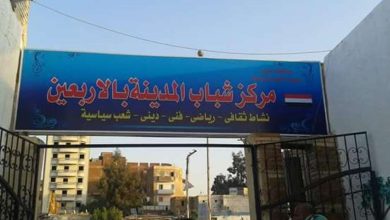 مركز شباب المدينة بالاربعين
نشاط ثقافى - رياضى - فنى - دينى - شعب سياسية